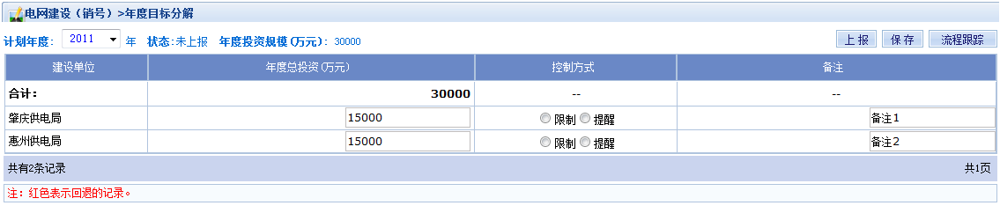 电网建设（销号）>年度目标分解
计划年度: 2011 年 状态:未上报 年度投资规模(万元): 30000 上报 保存 流程跟踪
建设单位 年度总投资(万元) 控制方式 备注
合计: 30000 -- --
肇庆供电局 15000 限制 提醒 备注1
惠州供电局 15000 限制 提醒 备注2
共有2条记录 共1页
注: 红色表示回退的记录。